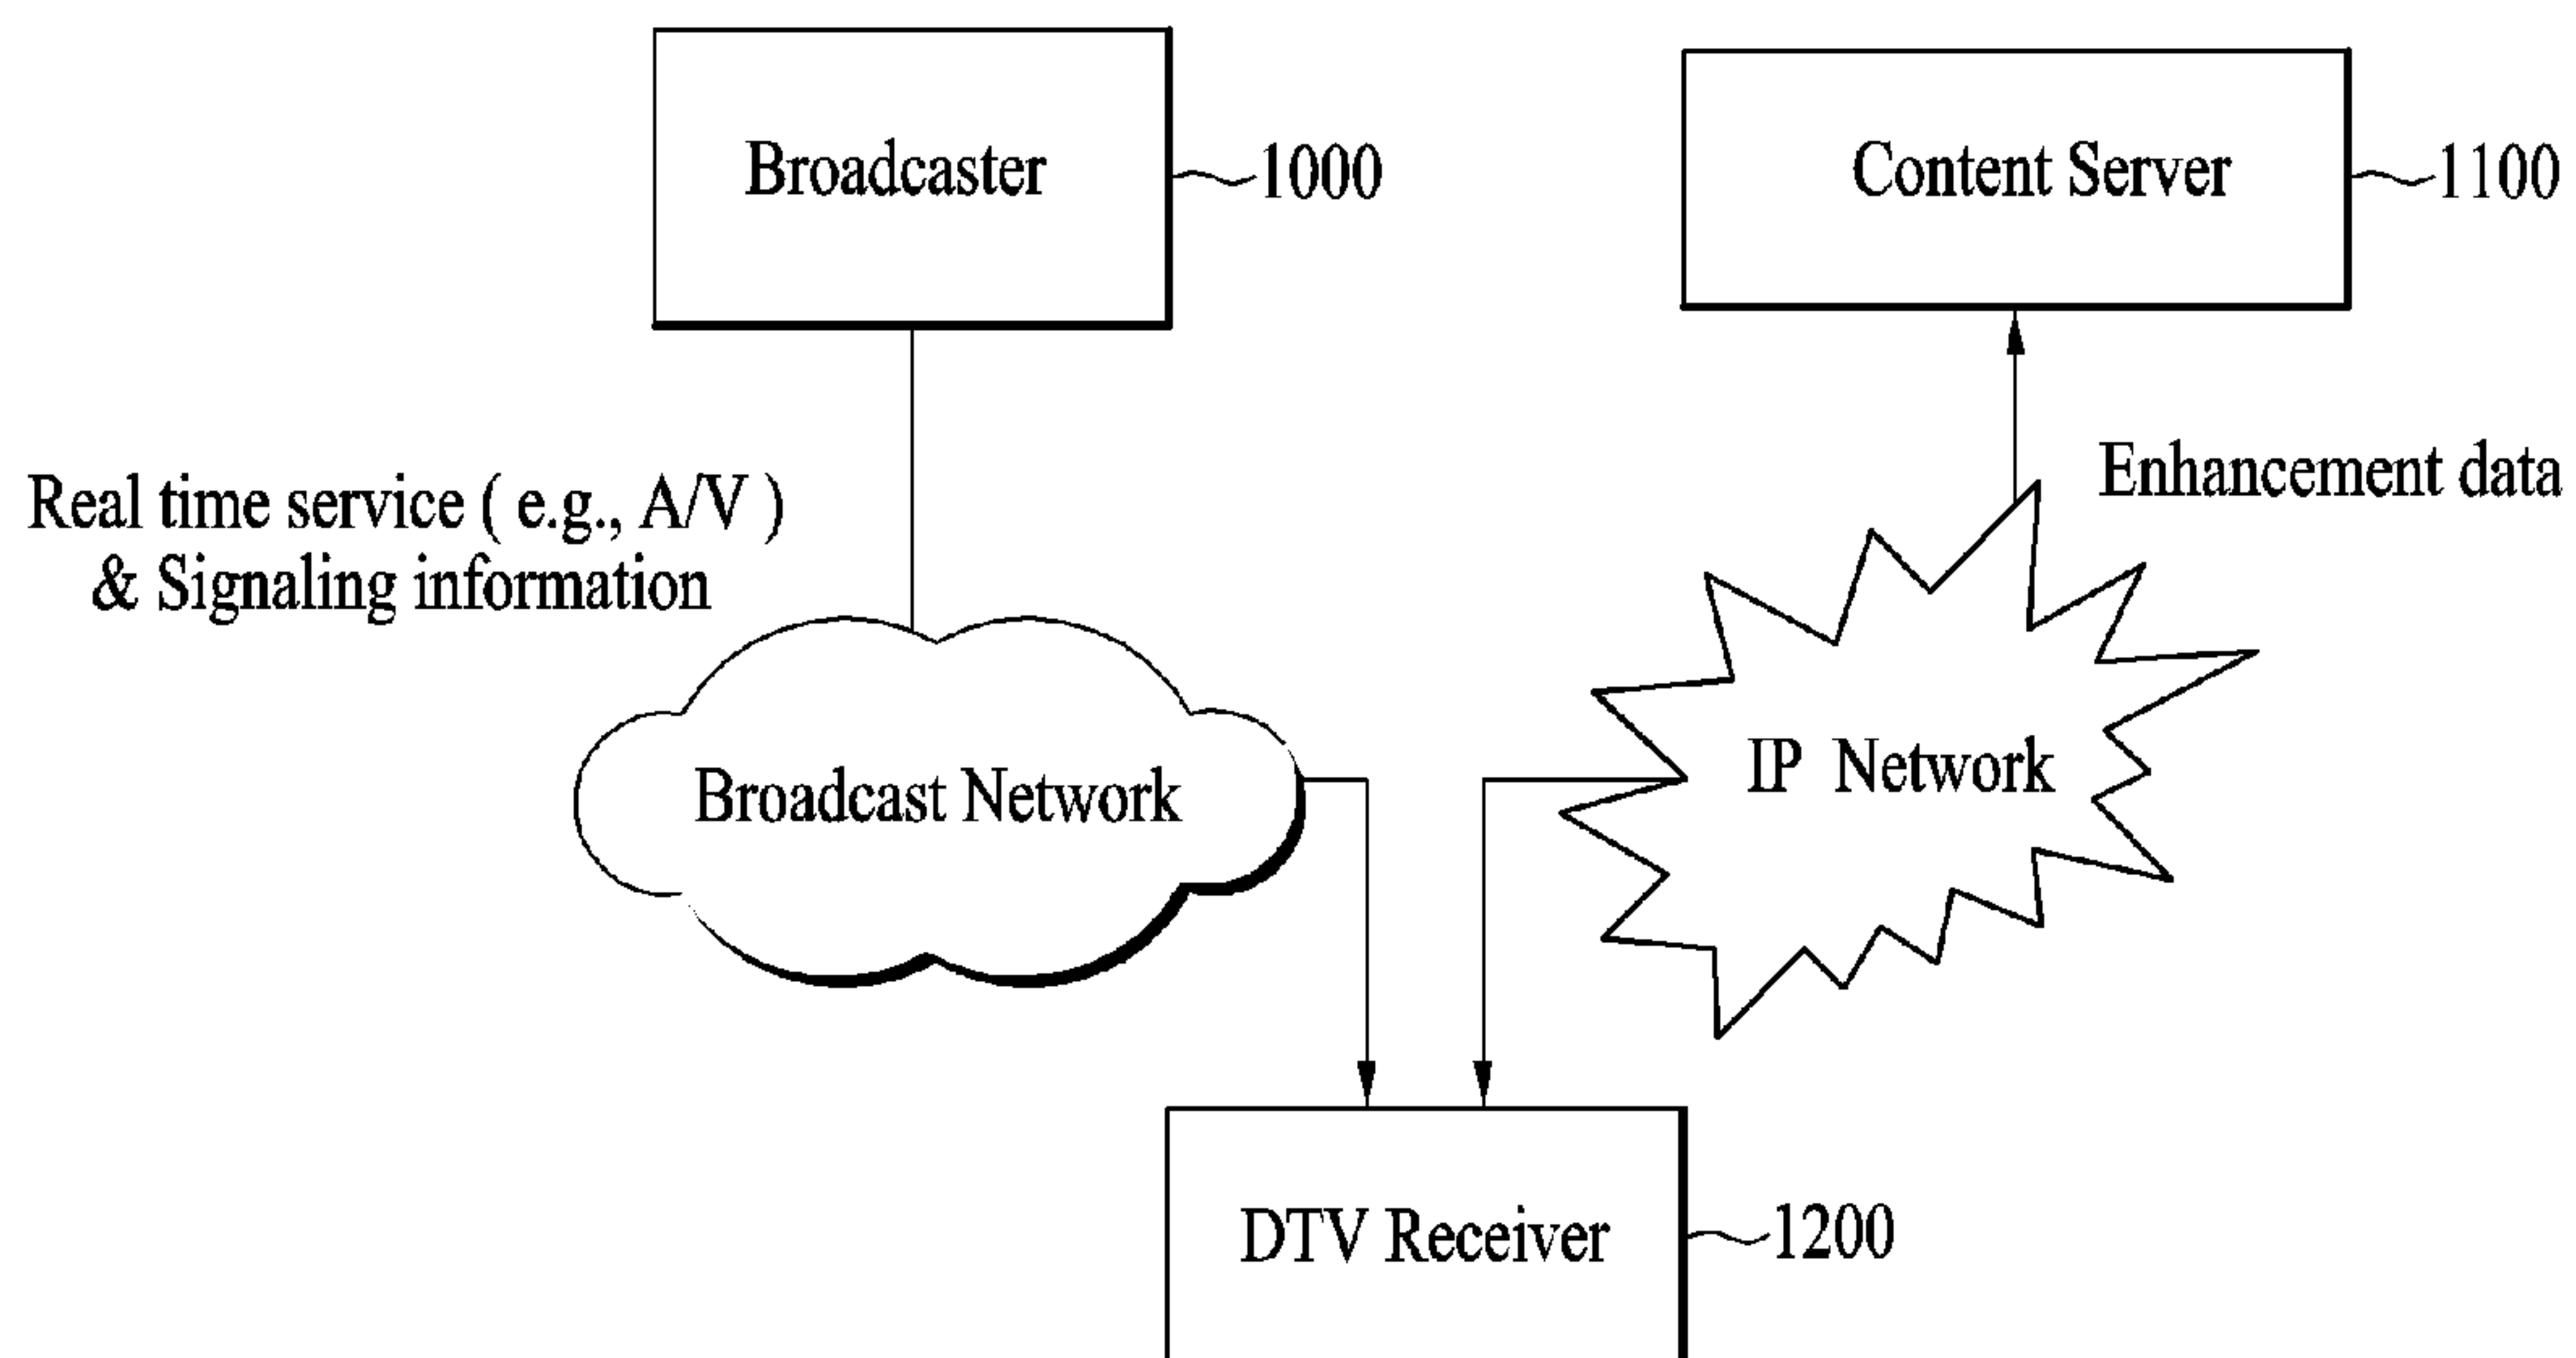 Broadcaster
1000
Content Server
1100
Real time service ( e.g., A/V )
& Signaling information
Enhancement data
Broadcast Network
IP Network
DTV Receiver
1200